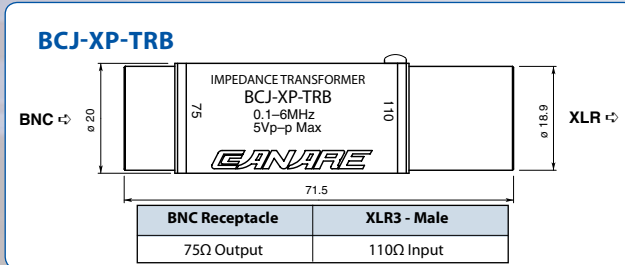 BCJ-XP-TRB
IMPEDANCE TRANSFORMER
BCJ-XP-TRB
0.1–6MHz
5Vp–p Max
75
110
CANARE
BNC ➪
ø 20
ø 18.9
XLR ➪
71.5
BNC Receptacle XLR3 - Male
75Ω Output 110Ω Input